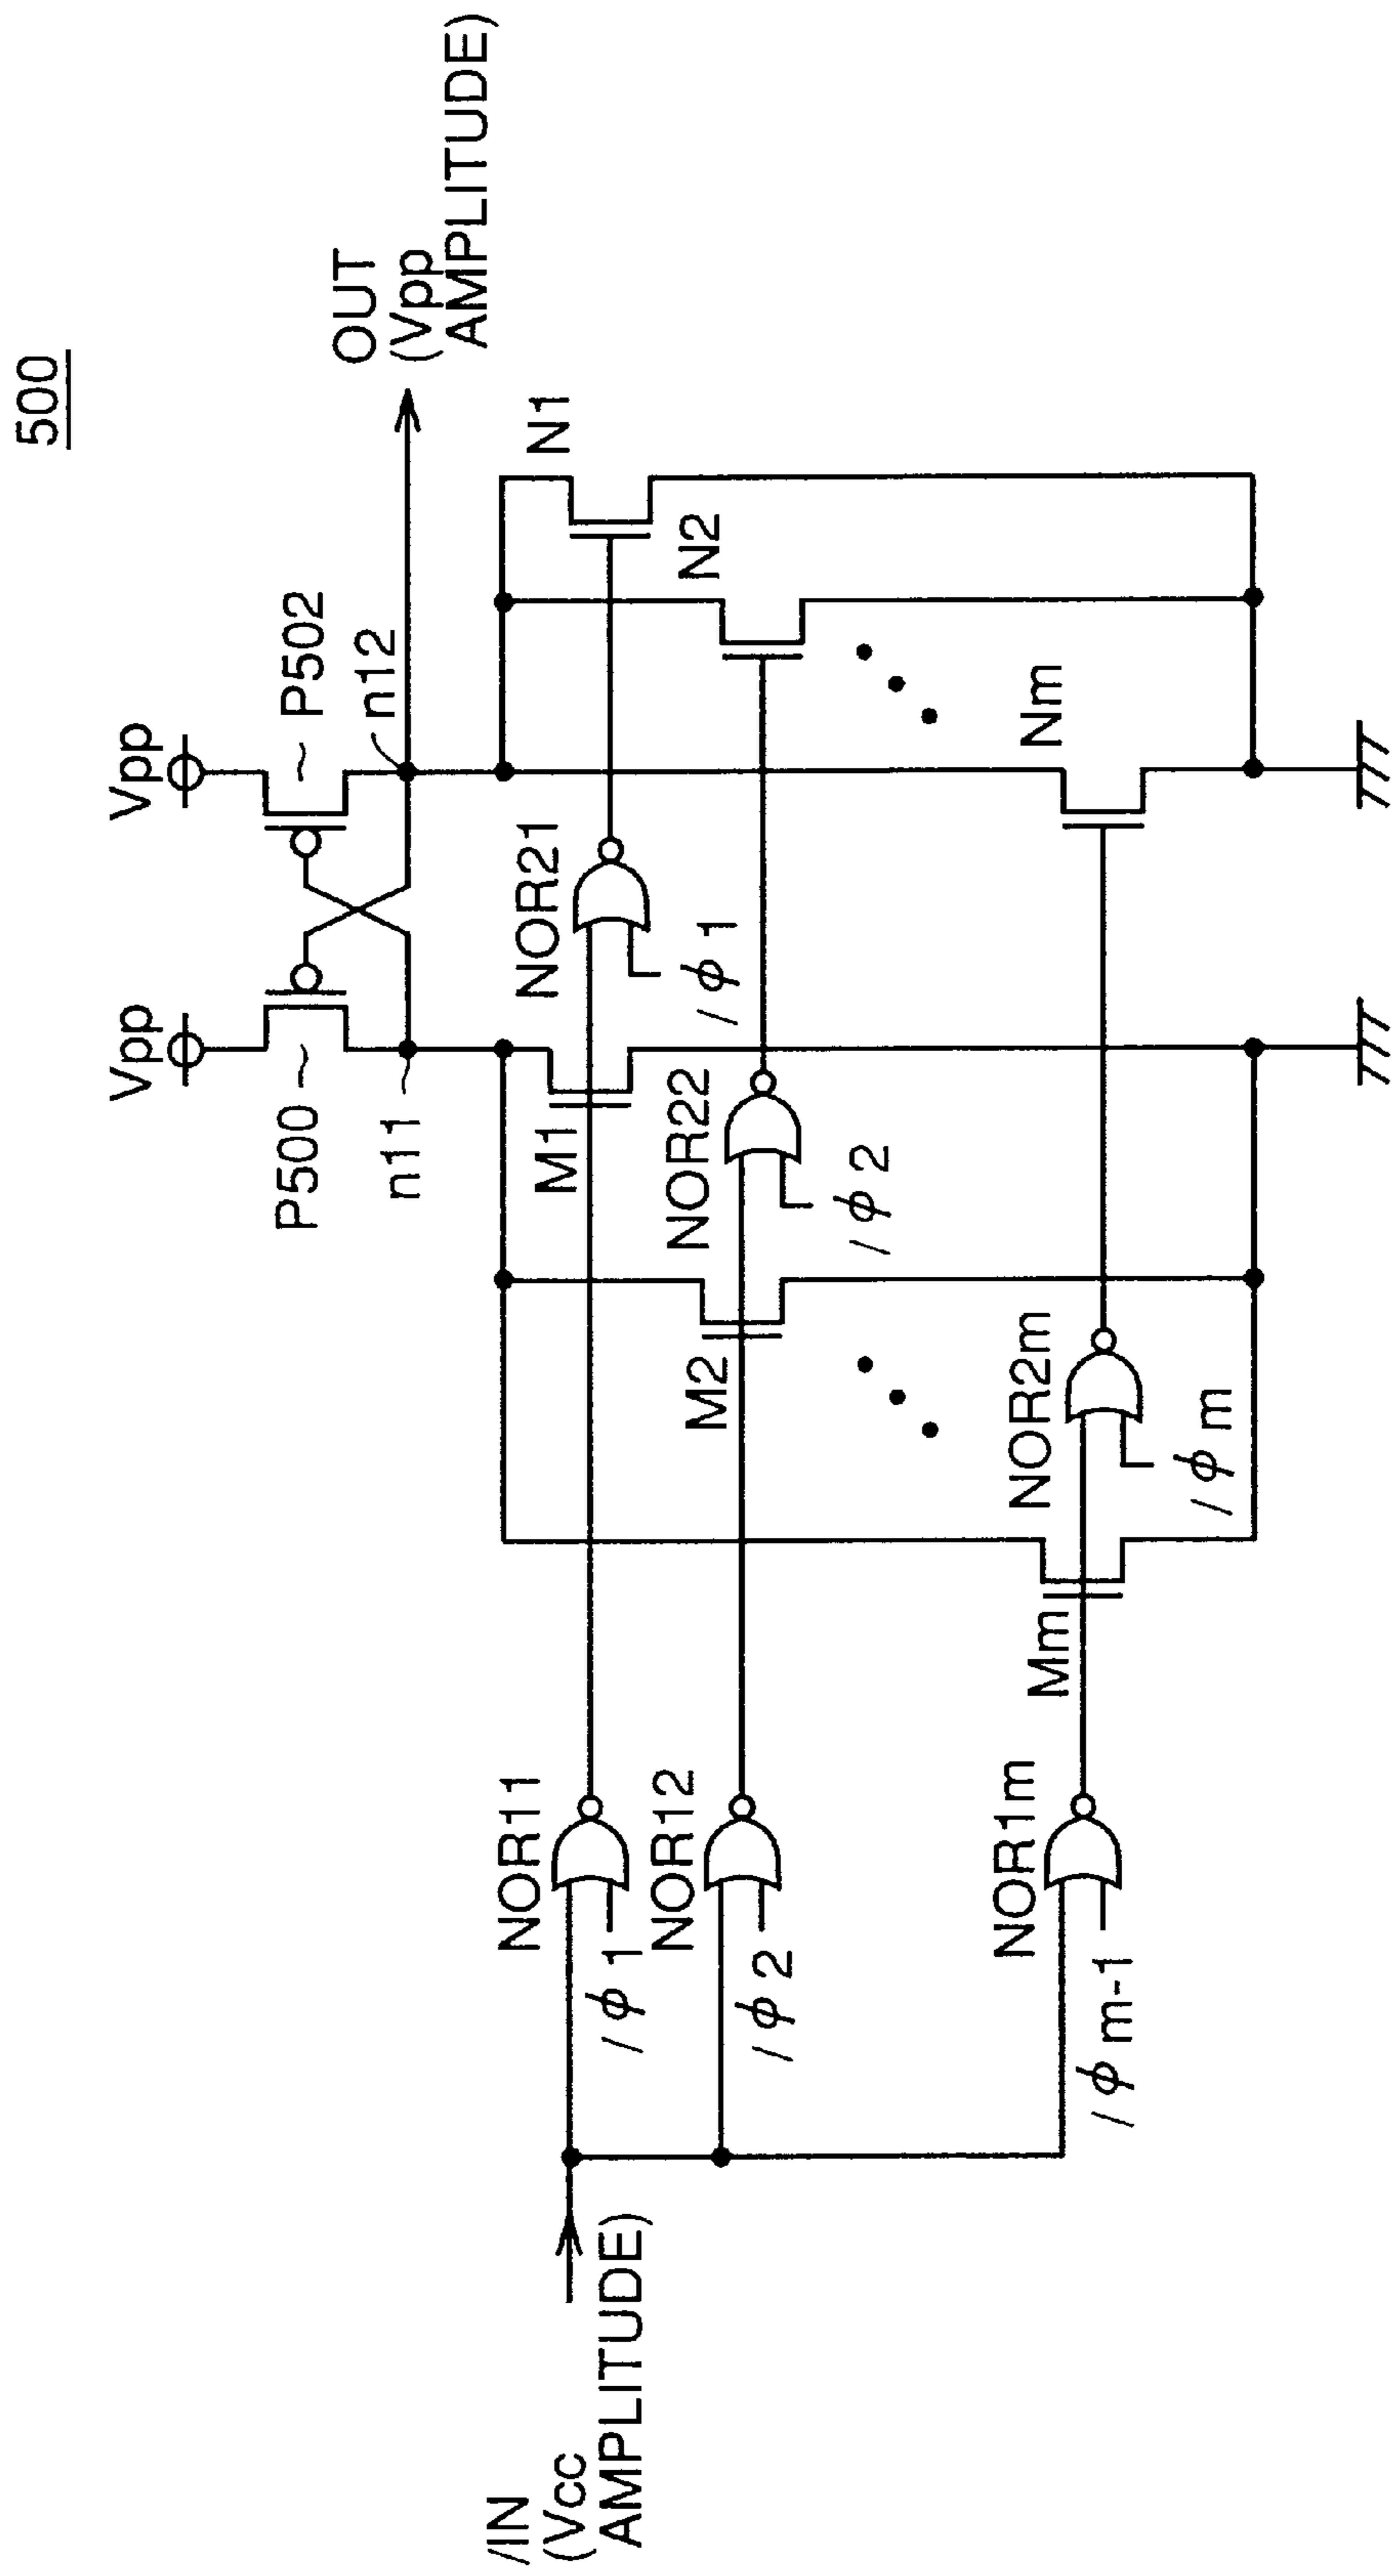 500
Vpp
Vpp
P500
P502
n11
n12
OUT
(Vpp
AMPLITUDE)
/IN
(Vcc
AMPLITUDE)
NOR11
/φ1
M1
NOR21
/φ1
N1
NOR12
/φ2
M2
NOR22
/φ2
N2
NOR1m
/φm-1
Mm
NOR2m
/φm
Nm